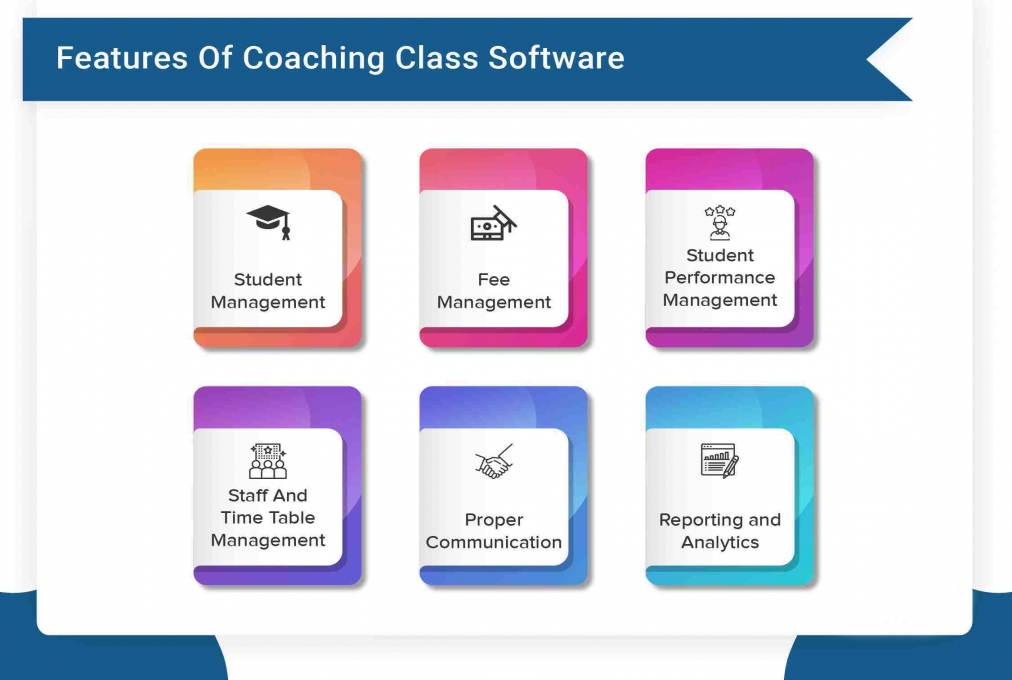 Features Of Coaching Class Software
Student
Management
Fee
Management
Student
Performance
Management
Staff And
Time Table
Management
Proper
Communication
Reporting and
Analytics